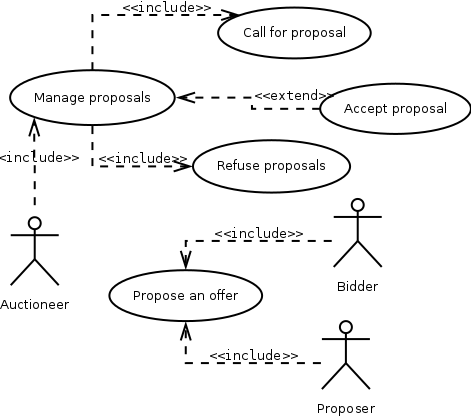 <<include>>
Call for proposal
Manage proposals
<<extend>>
Accept proposal
<include>>
<<include>>
Refuse proposals
Auctioneer
<<include>>
Bidder
Propose an offer
<<include>>
Proposer